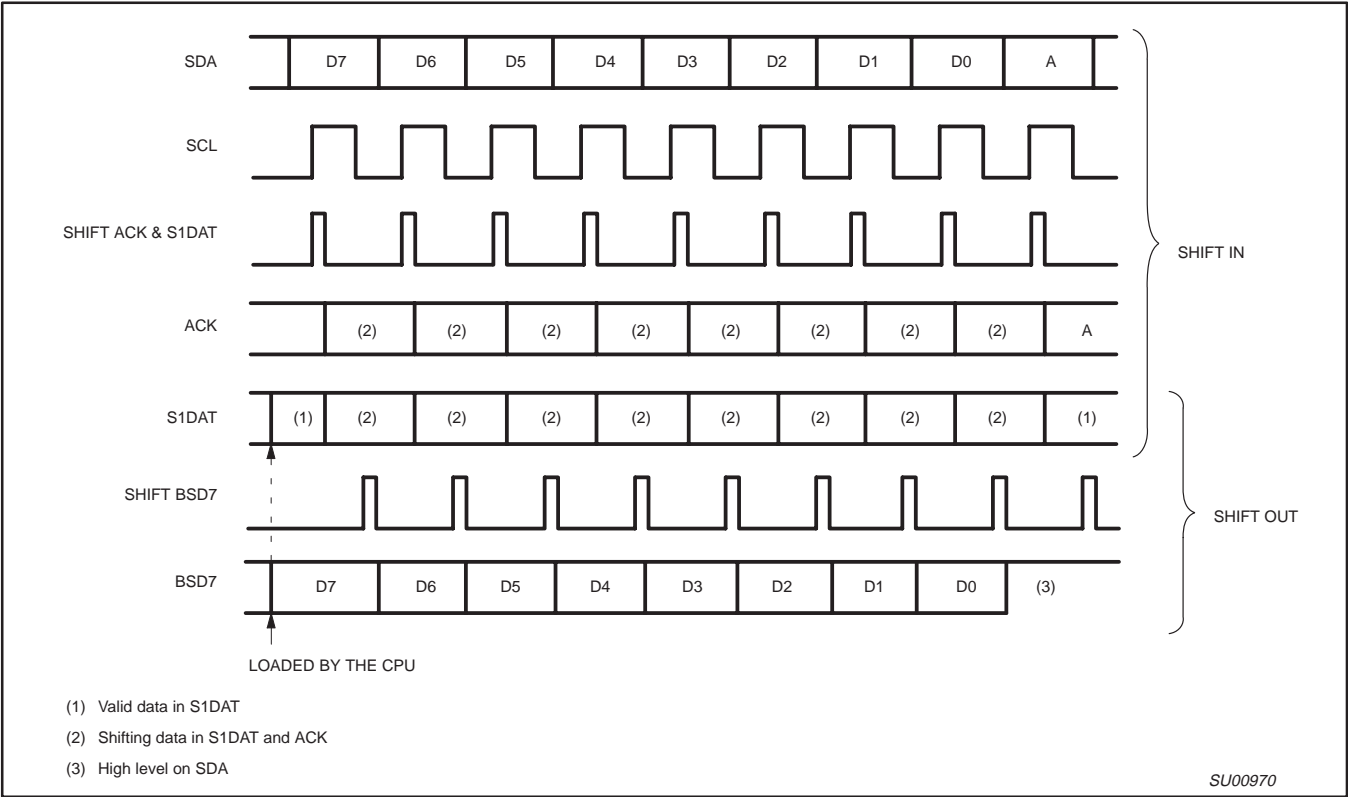 SDA D7 D6 D5 D4 D3 D2 D1 D0 A
SCL
SHIFT ACK & S1DAT
SHIFT IN
ACK (2) (2) (2) (2) (2) (2) (2) (2) A
S1DAT (1) (2) (2) (2) (2) (2) (2) (2) (2) (1)
SHIFT BSD7
SHIFT OUT
BSD7 D7 D6 D5 D4 D3 D2 D1 D0 (3)
LOADED BY THE CPU
(1) Valid data in S1DAT
(2) Shifting data in S1DAT and ACK
(3) High level on SDA
SU00970